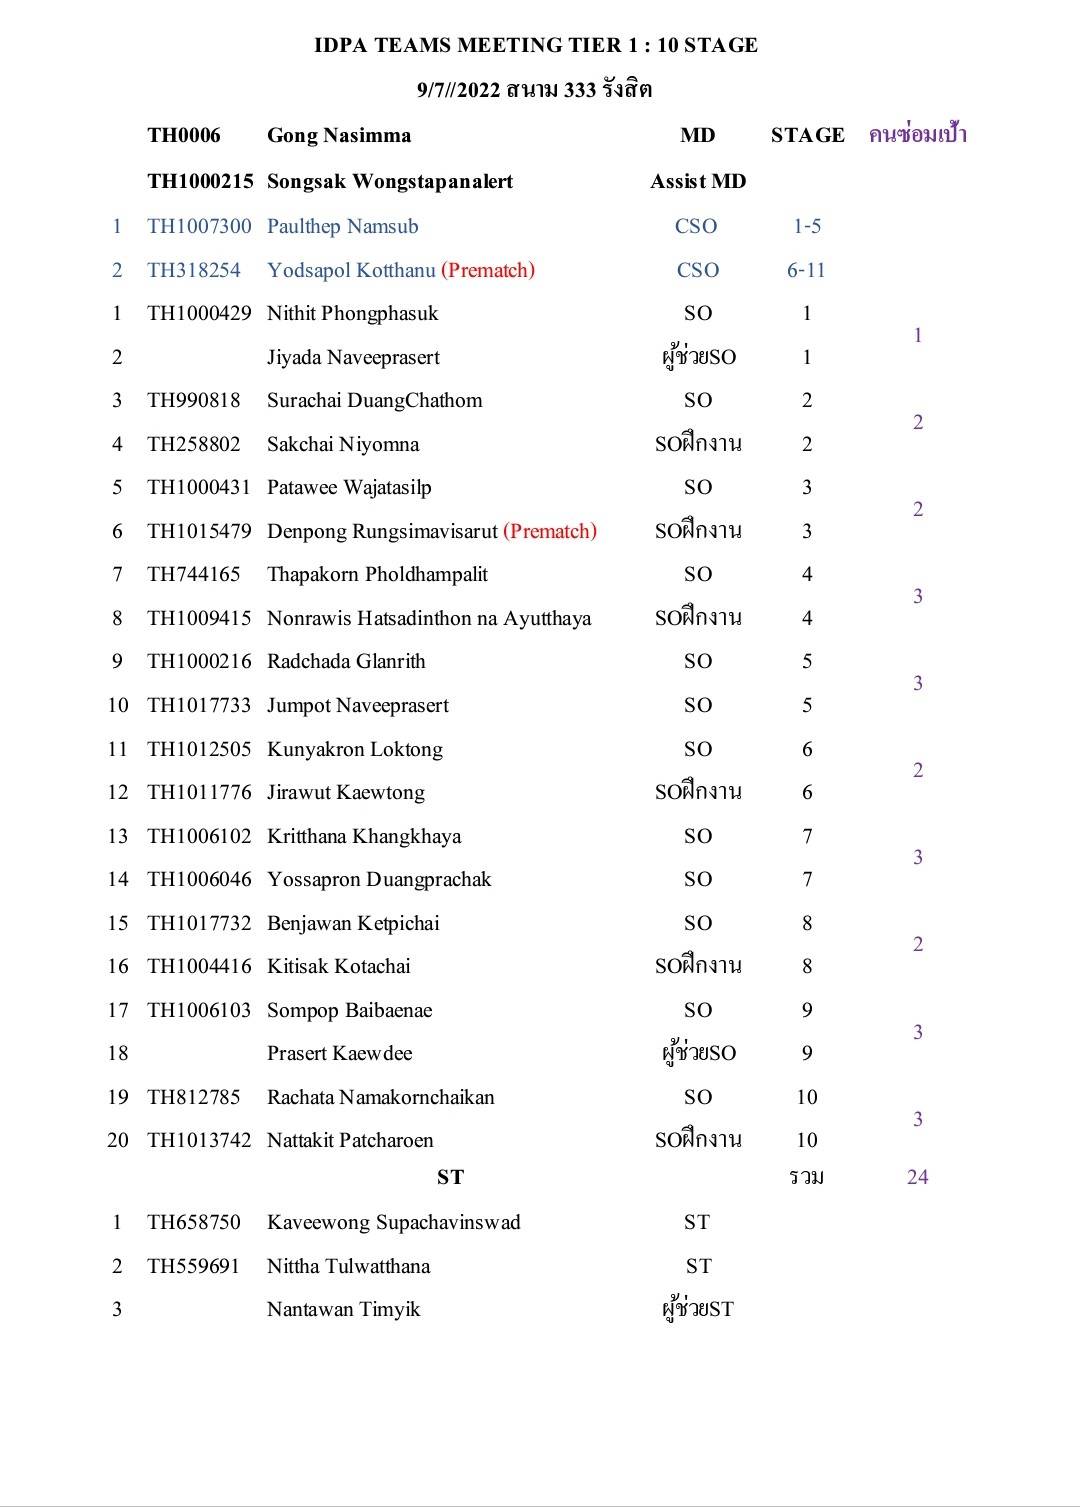 IDPA TEAMS MEETING TIER 1 : 10 STAGE
9/7//2022 สนาม 333 รังสิต
TH0006 Gong Nasimma MD STAGE คนซ่อมเป้า
TH1000215 Songsak Wongstapanalert Assist MD
1 TH1007300 Paulthep Namsub CSO 1-5
2 TH318254 Yodsapol Kotthanu (Prematch) CSO 6-11
1 TH1000429 Nithit Phongphasuk SO 1
1
2 Jiyada Naveeprasert ผู้ช่วยSO 1
3 TH990818 Surachai DuangChathom SO 2
2
4 TH258802 Sakchai Niyomna SOฝึกงาน 2
5 TH1000431 Patawee Wajatasilp SO 3
2
6 TH1015479 Denpong Rungsimavisarut (Prematch) SOฝึกงาน 3
7 TH744165 Thapakorn Pholdhampalit SO 4
3
8 TH1009415 Nonrawis Hatsadinthon na Ayutthaya SOฝึกงาน 4
9 TH1000216 Radchada Glanrith SO 5
3
10 TH1017733 Jumpot Naveeprasert SO 5
11 TH1012505 Kunyakron Loktong SO 6
2
12 TH1011776 Jirawut Kaewtong SOฝึกงาน 6
13 TH1006102 Kritthana Khangkhaya SO 7
3
14 TH1006046 Yossapron Duangprachak SO 7
15 TH1017732 Benjawan Ketpichai SO 8
2
16 TH1004416 Kitisak Kotachai SOฝึกงาน 8
17 TH1006103 Sompop Baibaenae SO 9
3
18 Prasert Kaewdee ผู้ช่วยSO 9
19 TH812785 Rachata Namakornchaikan SO 10
3
20 TH1013742 Nattakit Patcharoen SOฝึกงาน 10
ST รวม 24
1 TH658750 Kaveewong Supachavinswad ST
2 TH559691 Nittha Tulwatthana ST
3 Nantawan Timyik ผู้ช่วยST